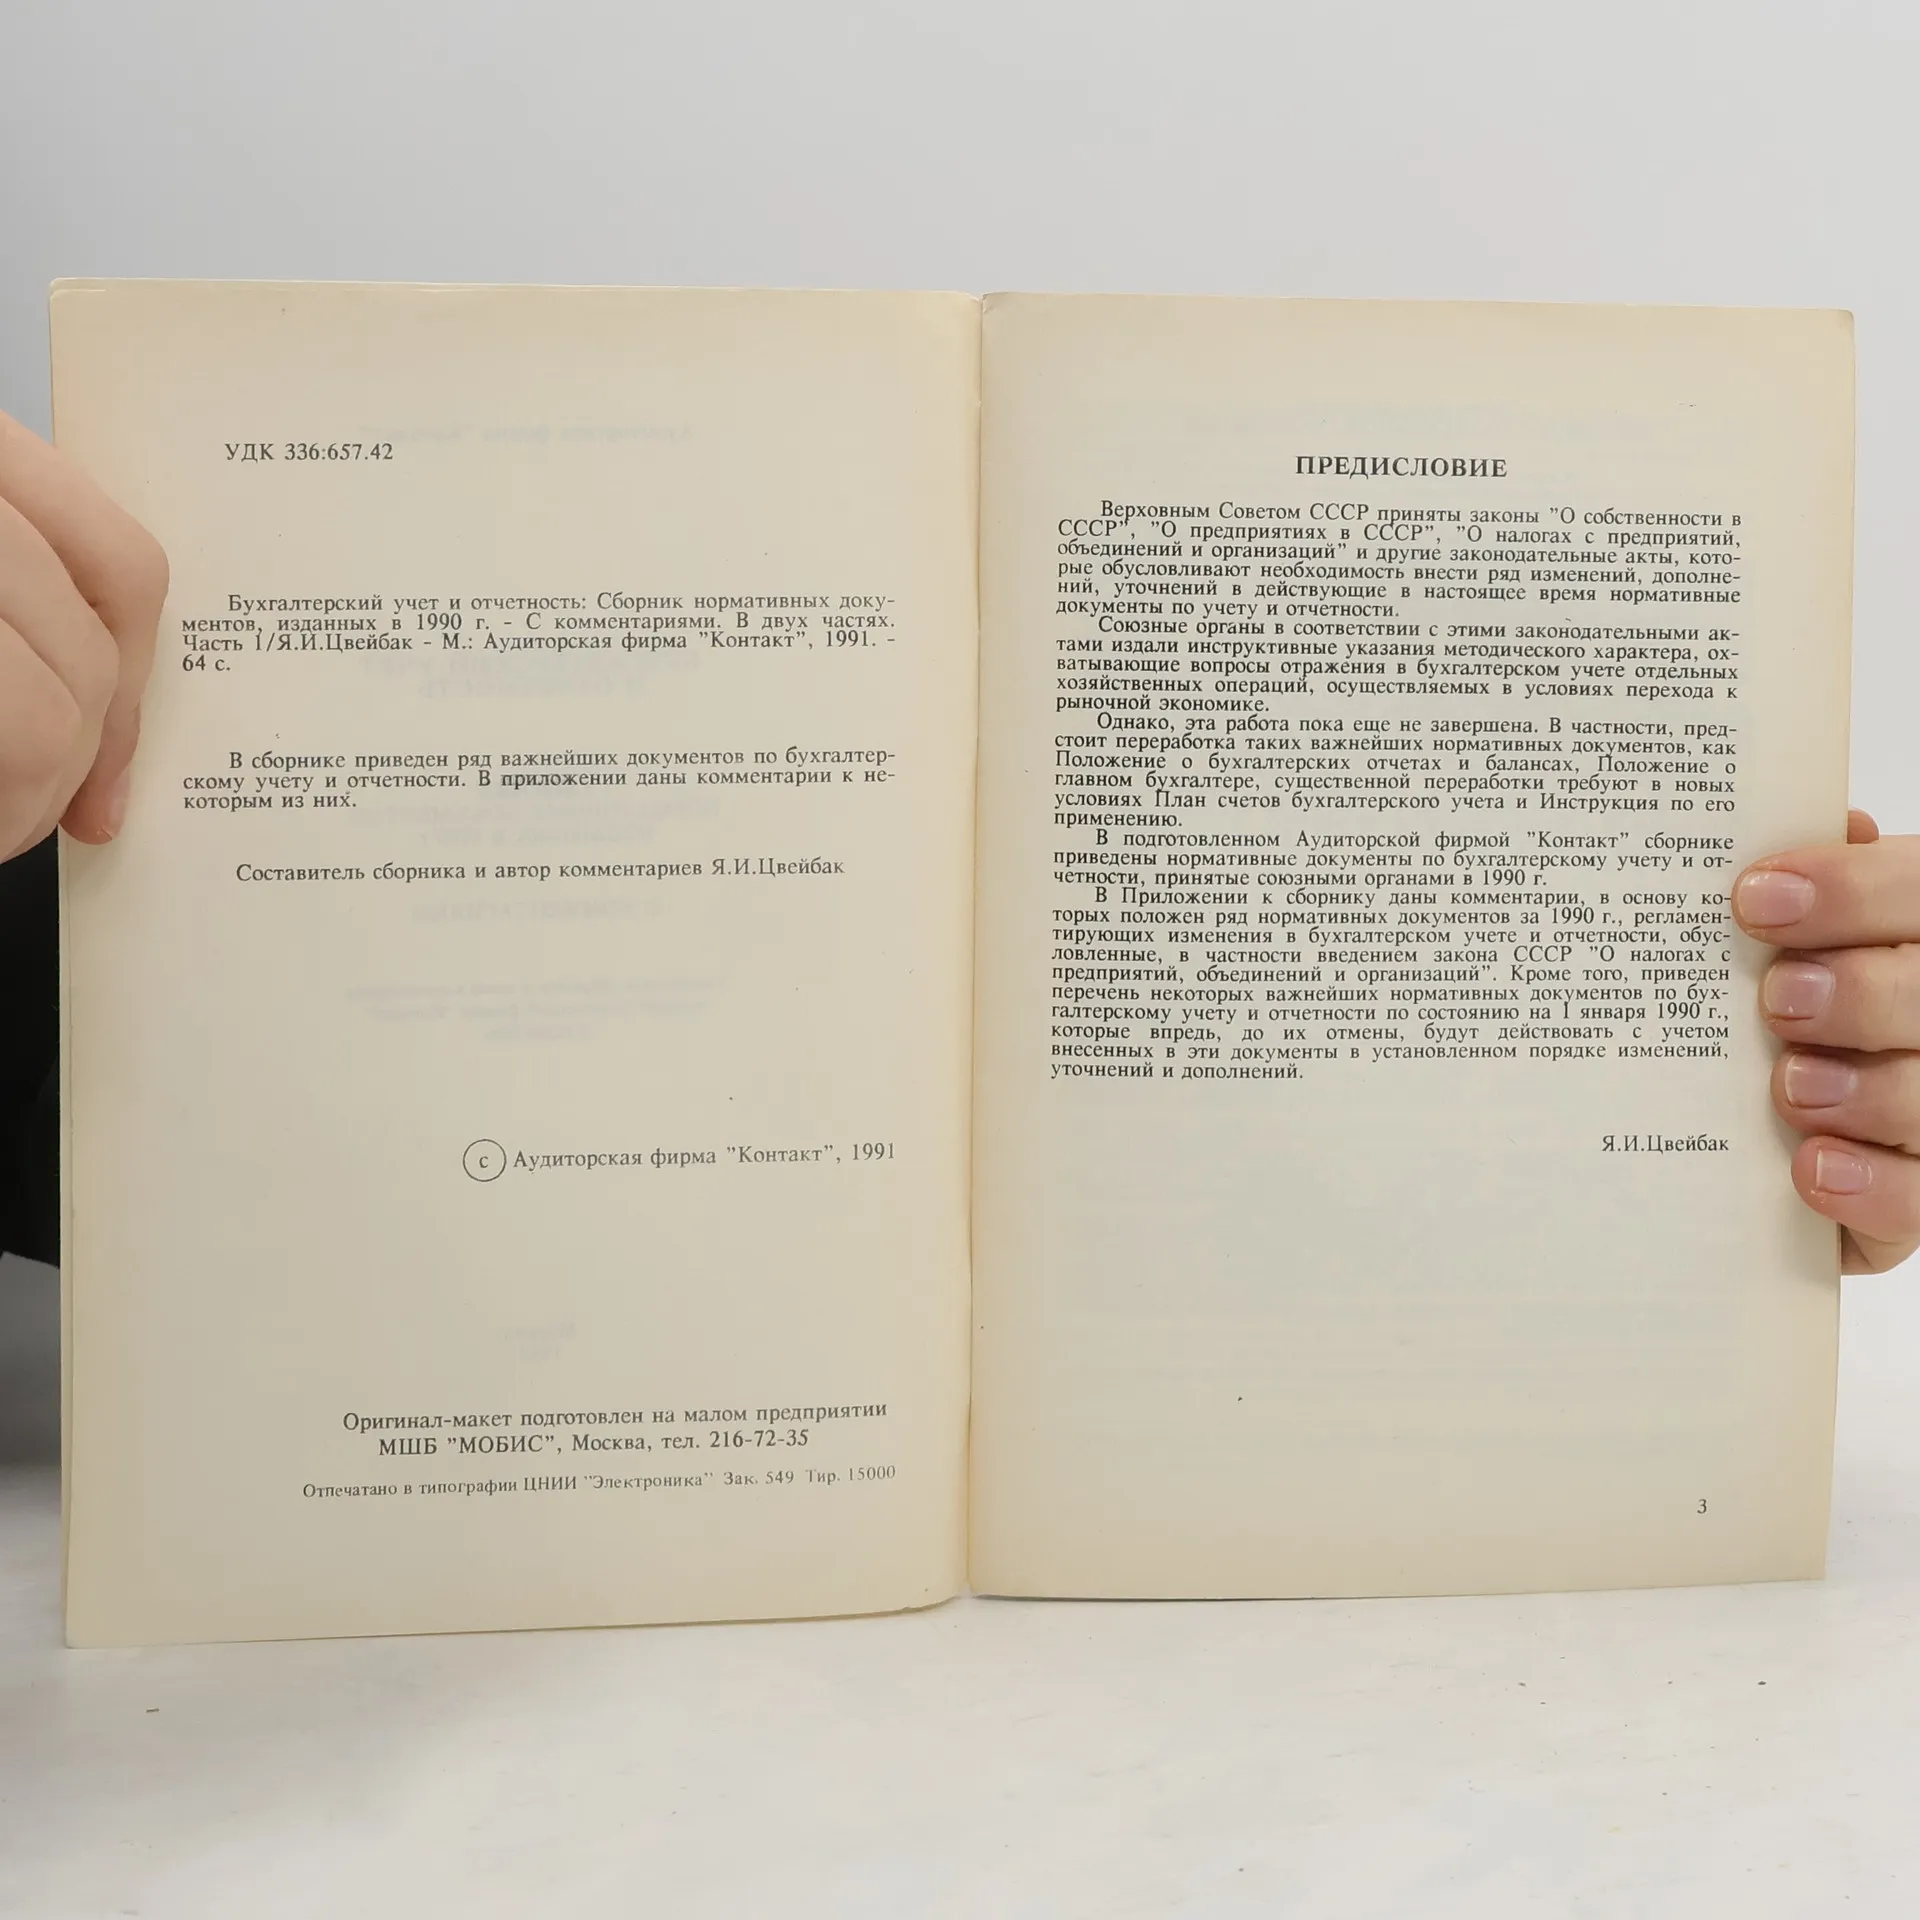 УДК 336:657.42
Бухгалтерский учет и отчетность: Сборник нормативных доку-
ментов, изданных в 1990 г. - С комментариями. В двух частях.
Часть 1/Я.И.Цвейбак - М.: Аудиторская фирма "Контакт", 1991. -
64 с.
В сборнике приведен ряд важнейших документов по бухгалтер-
скому учету и отчетности. В приложении даны комментарии к не-
которым из них.
Составитель сборника и автор комментариев Я.И.Цвейбак
с Аудиторская фирма "Контакт", 1991
Оригинал-макет подготовлен на малом предприятии
МШБ "МОБИС", Москва, тел. 216-72-35
Отпечатано в типографии ЦНИИ "Электроника" Зак. 549 Тир. 15000
ПРЕДИСЛОВИЕ
Верховным Советом СССР приняты законы "О собственности в
СССР", "О предприятиях в СССР", "О налогах с предприятий,
объединений и организаций" и другие законодательные акты, кото-
рые обусловливают необходимость внести ряд изменений, дополне-
ний, уточнений в действующие в настоящее время нормативные
документы по учету и отчетности.
Союзные органы в соответствии с этими законодательными ак-
тами издали инструктивные указания методического характера, ох-
ватывающие вопросы отражения в бухгалтерском учете отдельных
хозяйственных операций, осуществляемых в условиях перехода к
рыночной экономике.
Однако, эта работа пока еще не завершена. В частности, пред-
стоит переработка таких важнейших нормативных документов, как
Положение о бухгалтерских отчетах и балансах, Положение о
главном бухгалтере, существенной переработки требуют в новых
условиях План счетов бухгалтерского учета и Инструкция по его
применению.
В подготовленном Аудиторской фирмой "Контакт" сборнике
приведены нормативные документы по бухгалтерскому учету и от-
четности, принятые союзными органами в 1990 г.
В Приложении к сборнику даны комментарии, в основу ко-
торых положен ряд нормативных документов за 1990 г., регламен-
тирующих изменения в бухгалтерском учете и отчетности, обус-
ловленные, в частности введением закона СССР "О налогах с
предприятий, объединений и организаций". Кроме того, приведен
перечень некоторых важнейших нормативных документов по бух-
галтерскому учету и отчетности по состоянию на 1 января 1990 г.,
которые впредь, до их отмены, будут действовать с учетом
внесенных в эти документы в установленном порядке изменений,
уточнений и дополнений.
Я.И.Цвейбак
3